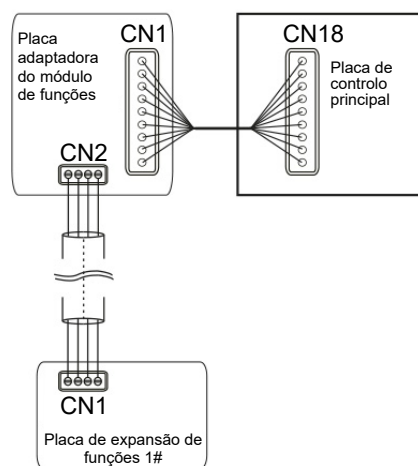 Placa
adaptadora
do módulo
de funções
CN1
CN2
CN18
Placa de
controlo
principal
CN1
Placa de expansão de
funções 1#